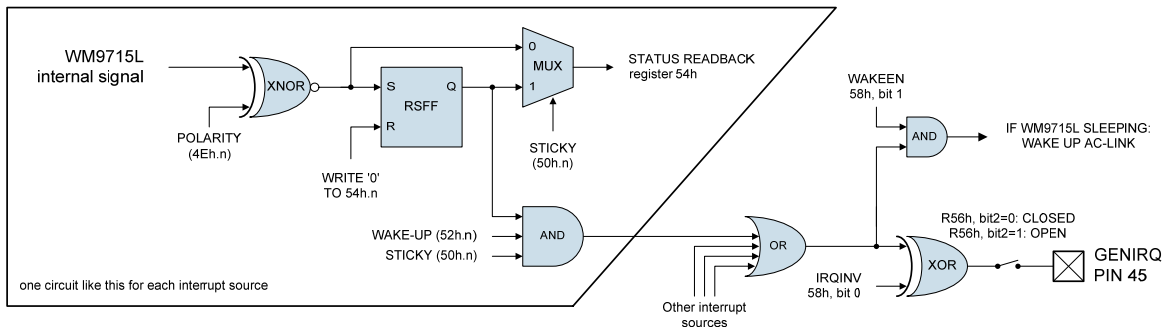 WM9715L
internal signal
XNOR
POLARITY
(4Eh.n)
S
Q
RSFF
R
WRITE '0'
TO 54h.n
0
MUX
1
STICKY
(50h.n)
STATUS READBACK
register 54h
WAKE-UP (52h.n)
STICKY (50h.n)
AND
one circuit like this for each interrupt source
OR
Other interrupt
sources
WAKEEN
58h, bit 1
AND
IF WM9715L SLEEPING:
WAKE UP AC-LINK
R56h, bit2=0: CLOSED
R56h, bit2=1: OPEN
IRQINV
58h, bit 0
XOR
GENIRQ
PIN 45